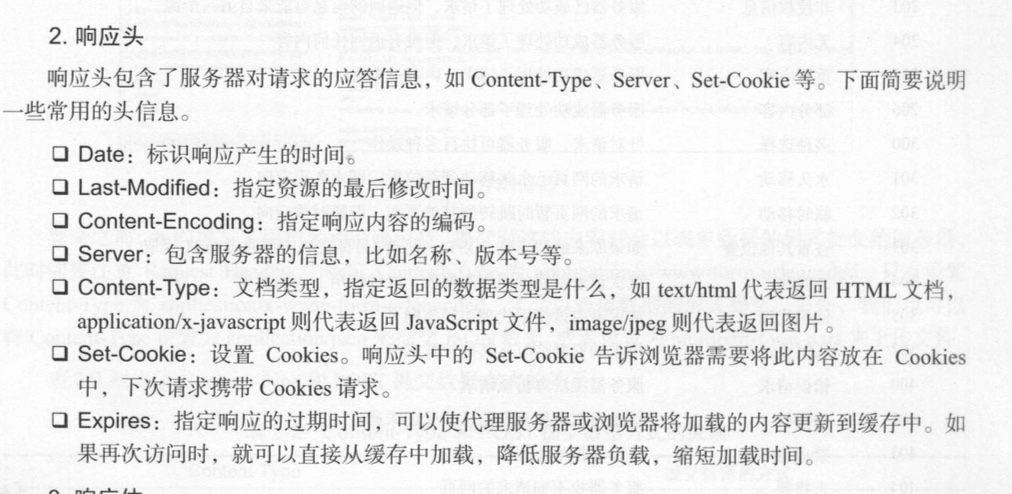 2. 响应头
响应头包含了服务器对请求的应答信息，如 Content-Type、Server、Set-Cookie 等。下面简要说明
一些常用的头信息。
❑ Date：标识响应产生的时间。
❑ Last-Modified：指定资源的最后修改时间。
❑ Content-Encoding：指定响应内容的编码。
❑ Server：包含服务器的信息，比如名称、版本号等。
❑ Content-Type：文档类型，指定返回的数据类型是什么，如 text/html 代表返回 HTML 文档，
application/x-javascript 则代表返回 JavaScript 文件，image/jpeg 则代表返回图片。
❑ Set-Cookie：设置 Cookies。响应头中的 Set-Cookie 告诉浏览器需要将此内容放在 Cookies
中，下次请求携带 Cookies 请求。
❑ Expires：指定响应的过期时间，可以使代理服务器或浏览器将加载的内容更新到缓存中。如
果再次访问时，就可以直接从缓存中加载，降低服务器负载，缩短加载时间。